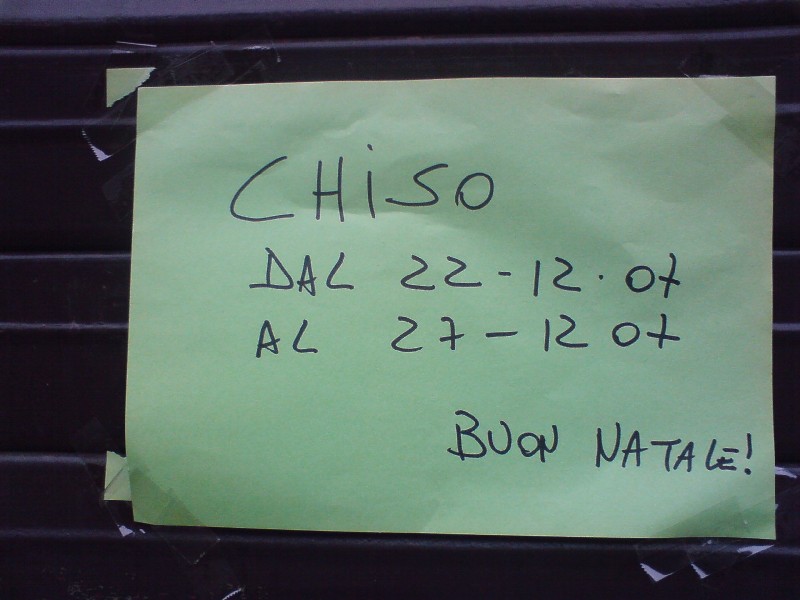 CHiSO
DAL 22-12.07
AL 27-12 07
BUON NATALE!